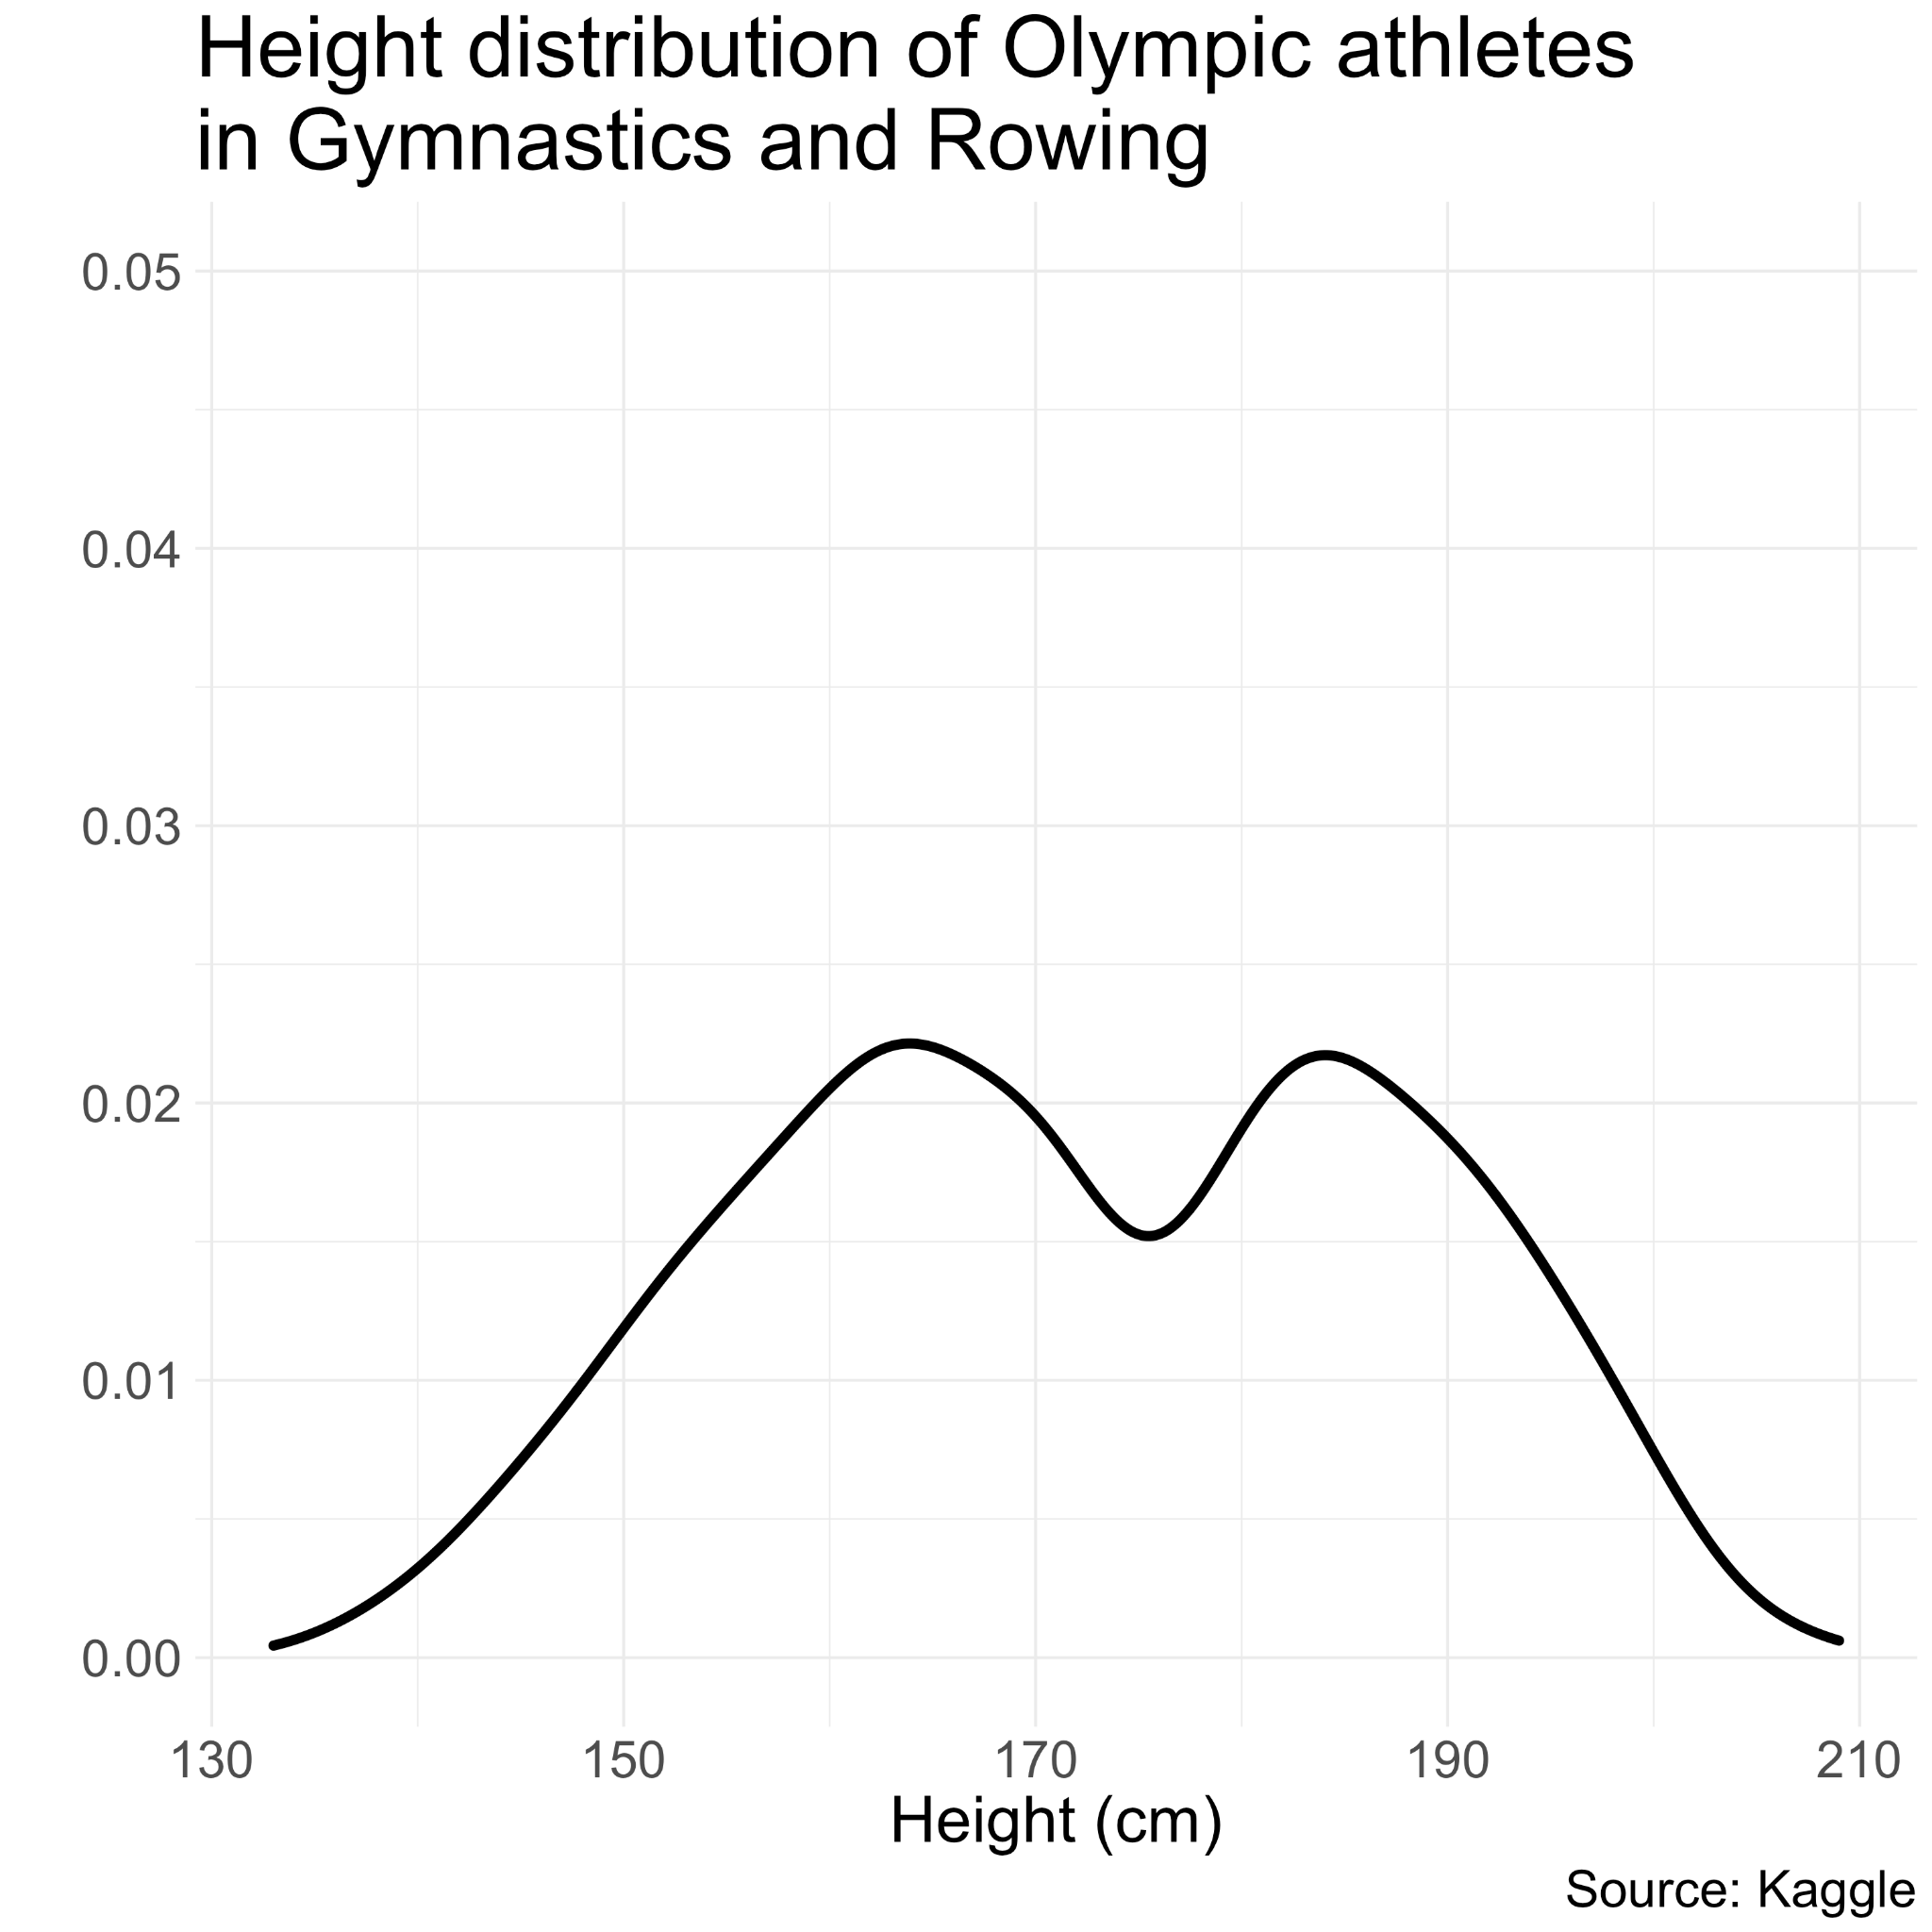 Height distribution of Olympic athletes
in Gymnastics and Rowing
0.05
0.04
0.03
0.02
0.01
0.00
130 150 170 190 210
Height (cm)
Source: Kaggle